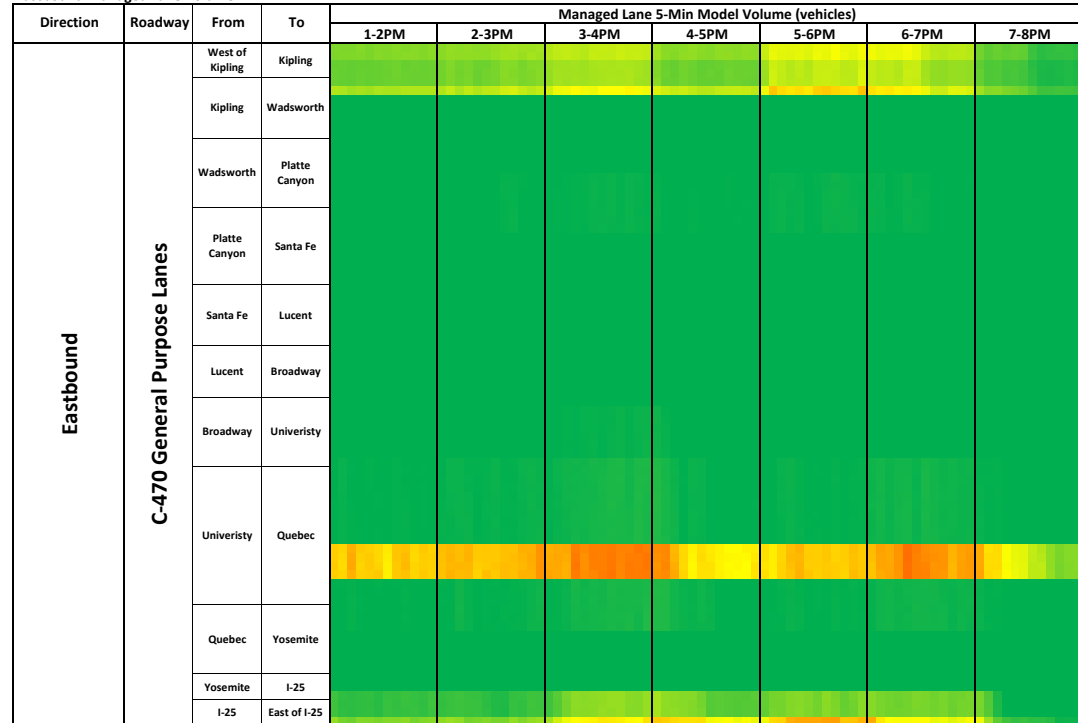 Managed Lane 5-Min Model Volume (vehicles)
Direction Roadway From To
1-2PM 2-3PM 3-4PM 4-5PM 5-6PM 6-7PM 7-8PM
Eastbound
C-470 General Purpose Lanes
West of
Kipling
Kipling
Kipling Wadsworth
Wadsworth
Platte
Canyon
Platte
Canyon
Santa Fe
Santa Fe Lucent
Lucent Broadway
Broadway Univeristy
Univeristy Quebec
Quebec Yosemite
Yosemite I-25
I-25 East of I-25